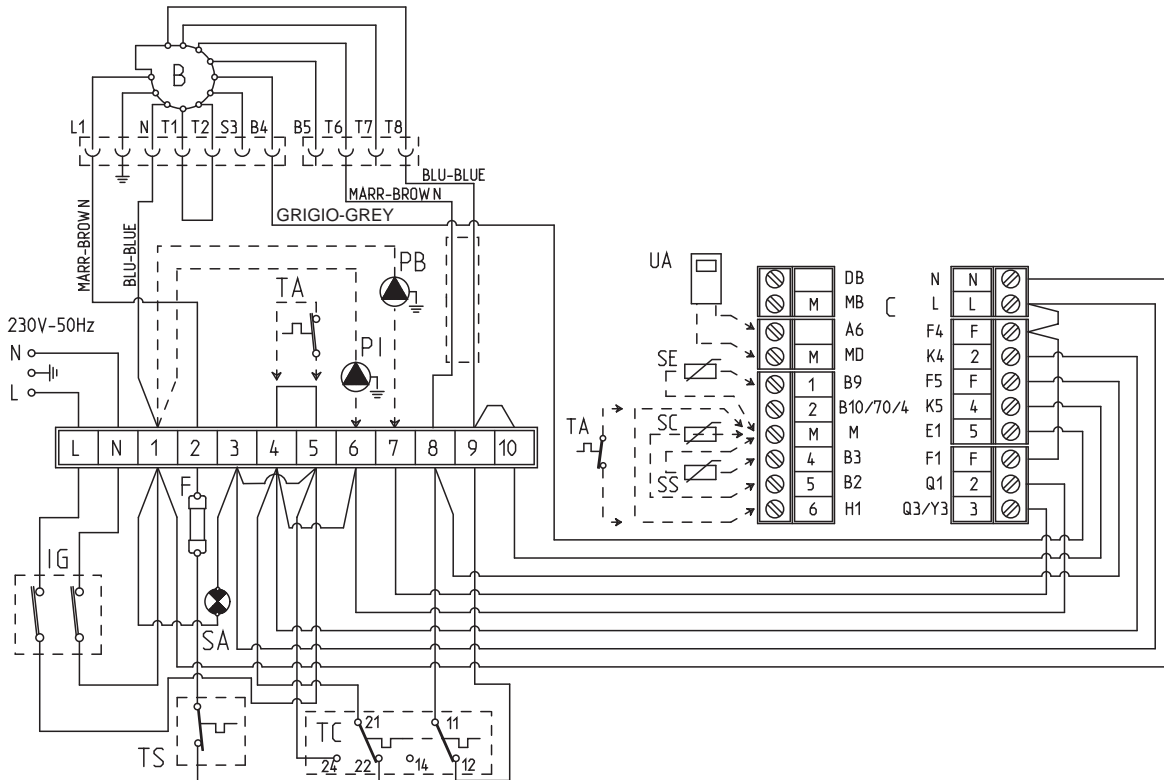 B
L1 N T1 T2 S3 B4 B5 T6 T7 T8
BLU-BLUE
MARR-BROWN
GRIGIO-GREY
MARR-BROWN
BLU-BLUE
TA
PB
PI
230V-50Hz
N
L
L N 1 2 3 4 5 6 7 8 9 10
F
IG
SA
TS
TC
21 11
24 22 14 12
UA
SE
SC
SS
TA
C
DB
M MB
A6
M MD
1 B9
2 B10/70/4
M M
4 B3
5 B2
6 H1
N N
L L
F4 F
K4 2
F5 F
K5 4
E1 5
F1 F
Q1 2
Q3/Y3 3